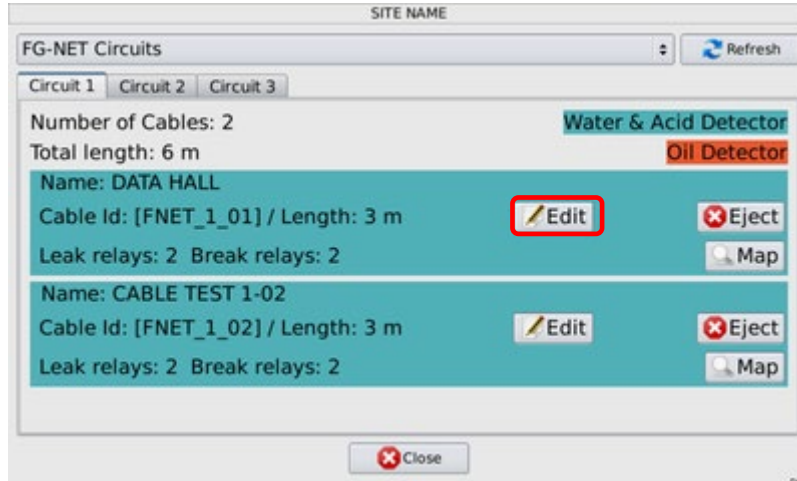 SITE NAME
FG-NET Circuits
Refresh
Circuit 1 Circuit 2 Circuit 3
Number of Cables: 2 Water & Acid Detector
Total length: 6 m Oil Detector
Name: DATA HALL
Cable Id: [FNET_1_01] / Length: 3 m Edit Eject
Leak relays: 2 Break relays: 2 Map
Name: CABLE TEST 1-02
Cable Id: [FNET_1_02] / Length: 3 m Edit Eject
Leak relays: 2 Break relays: 2 Map
Close